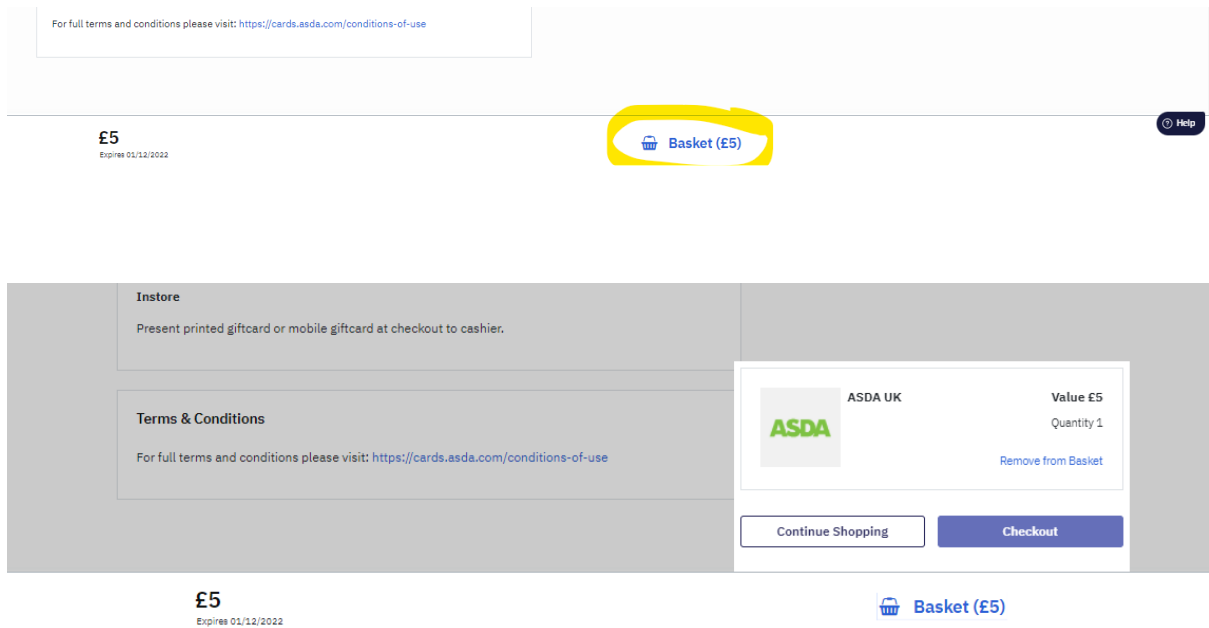 For full terms and conditions please visit: https://cards.asda.com/conditions-of-use
£5
Expires 01/12/2022
Basket (£5)
Help
Instore
Present printed giftcard or mobile giftcard at checkout to cashier.
Terms & Conditions
For full terms and conditions please visit: https://cards.asda.com/conditions-of-use
ASDA
ASDA UK
Value £5
Quantity 1
Remove from Basket
Continue Shopping
Checkout
£5
Expires 01/12/2022
Basket (£5)